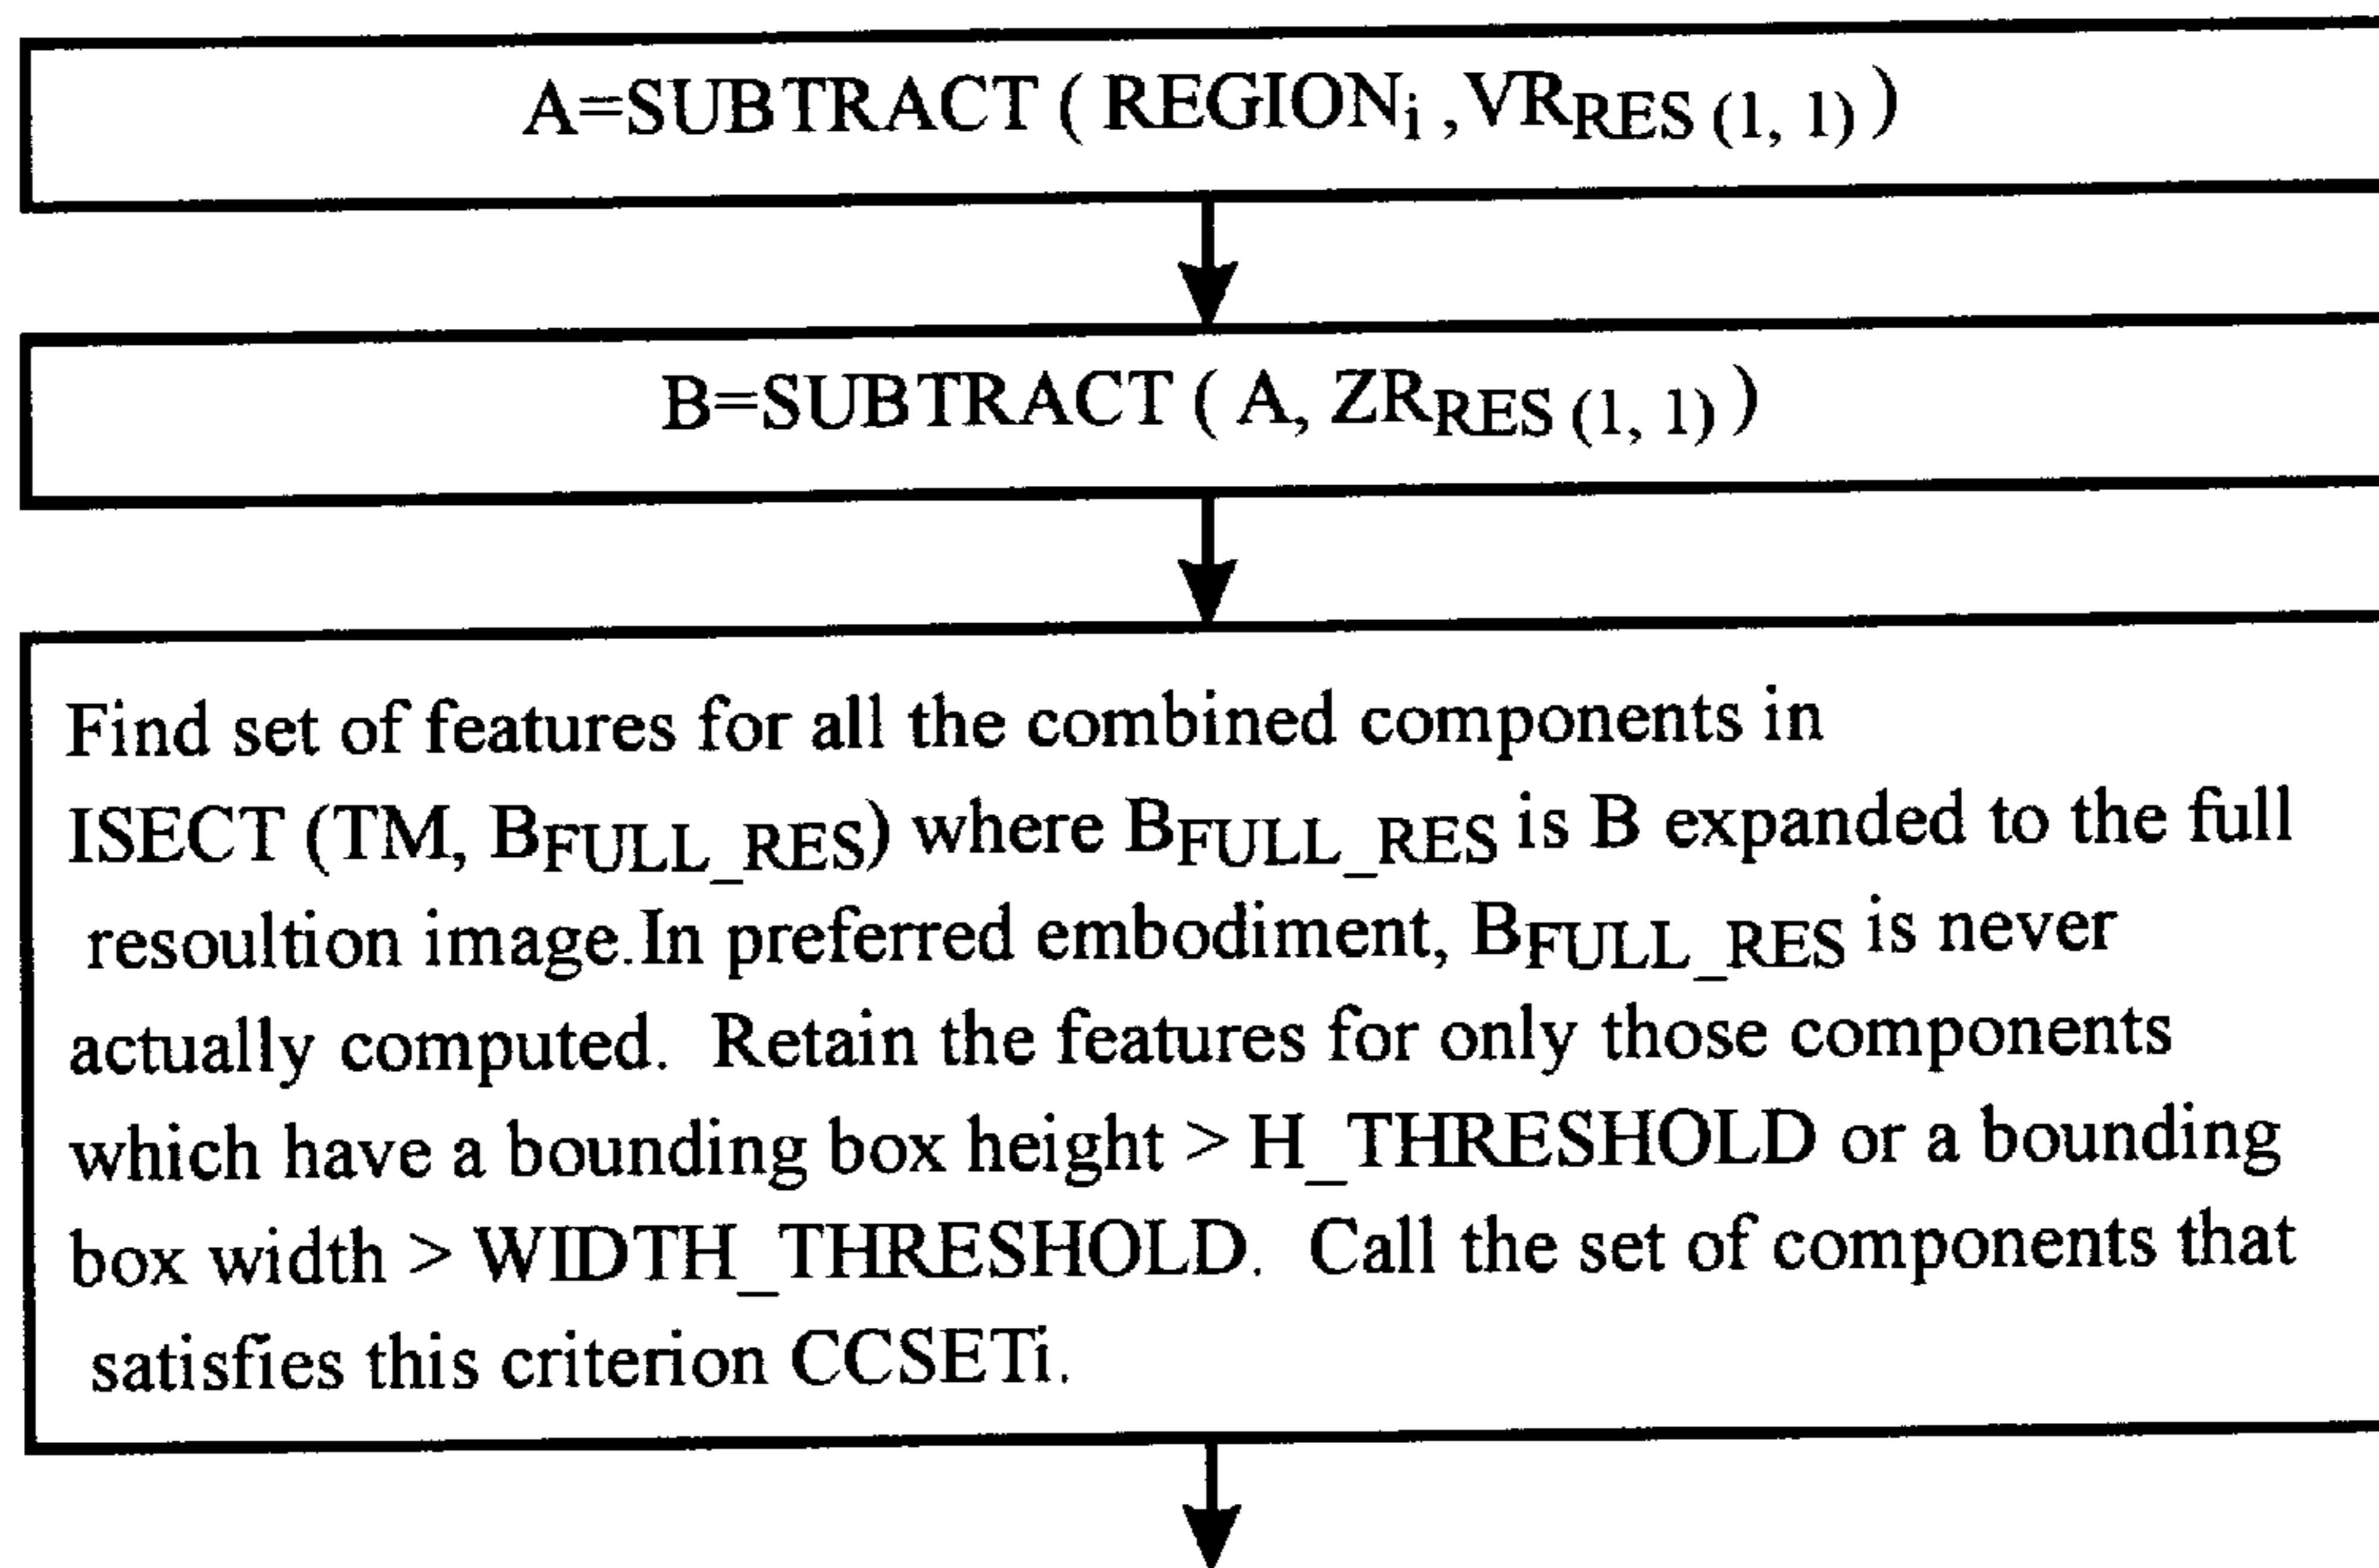 A=SUBTRACT ( REGIONi ,VRRES (1, 1) )
B=SUBTRACT ( A, ZRRES (1, 1) )
Find set of features for all the combined components in
ISECT (TM, BFULL_RES) where BFULL_RES is B expanded to the full
resoultion image.In preferred embodiment, BFULL_RES is never
actually computed. Retain the features for only those components
which have a bounding box height > H_THRESHOLD or a bounding
box width > WIDTH_THRESHOLD. Call the set of components that
satisfies this criterion CCSETi.